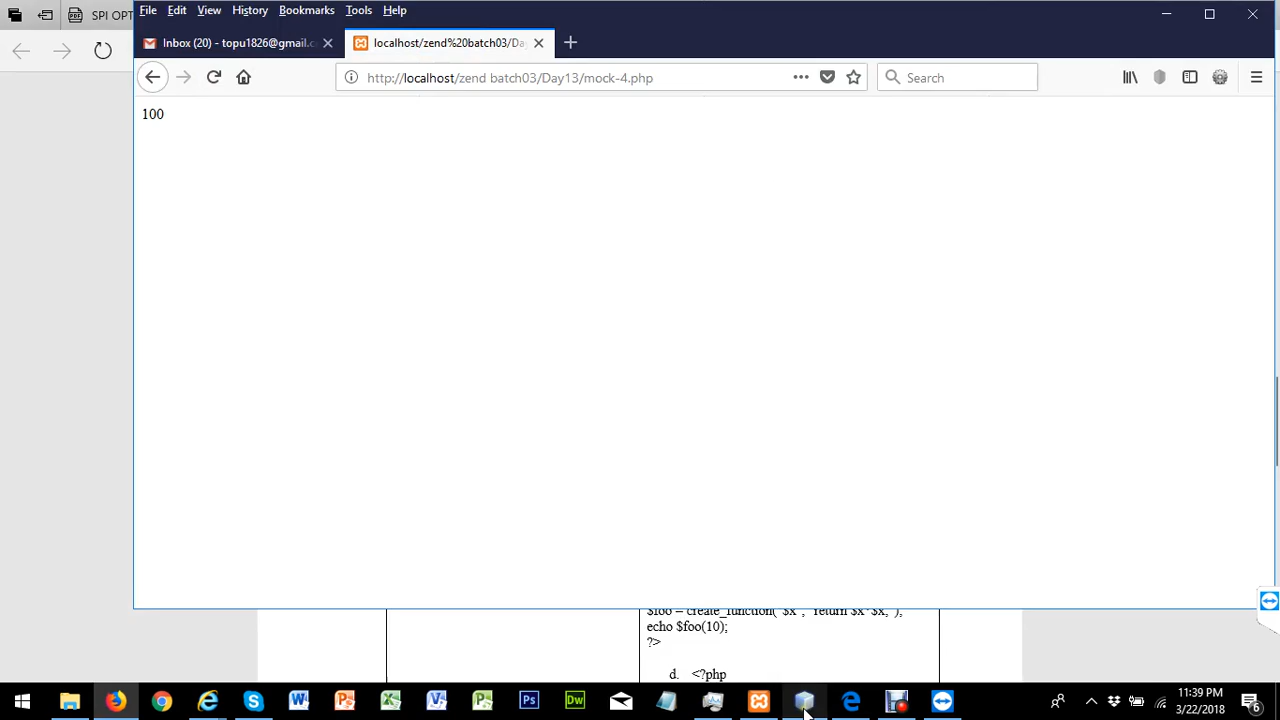 File Edit View History Bookmarks Tools Help
SPI OPT
Inbox (20) - topu1826@gmail.c
localhost/zend%20batch03/Da
http://localhost/zend batch03/Day13/mock-4.php
Search
100
echo $foo(10);
?>
d. <?php
11:39 PM
3/22/2018
6